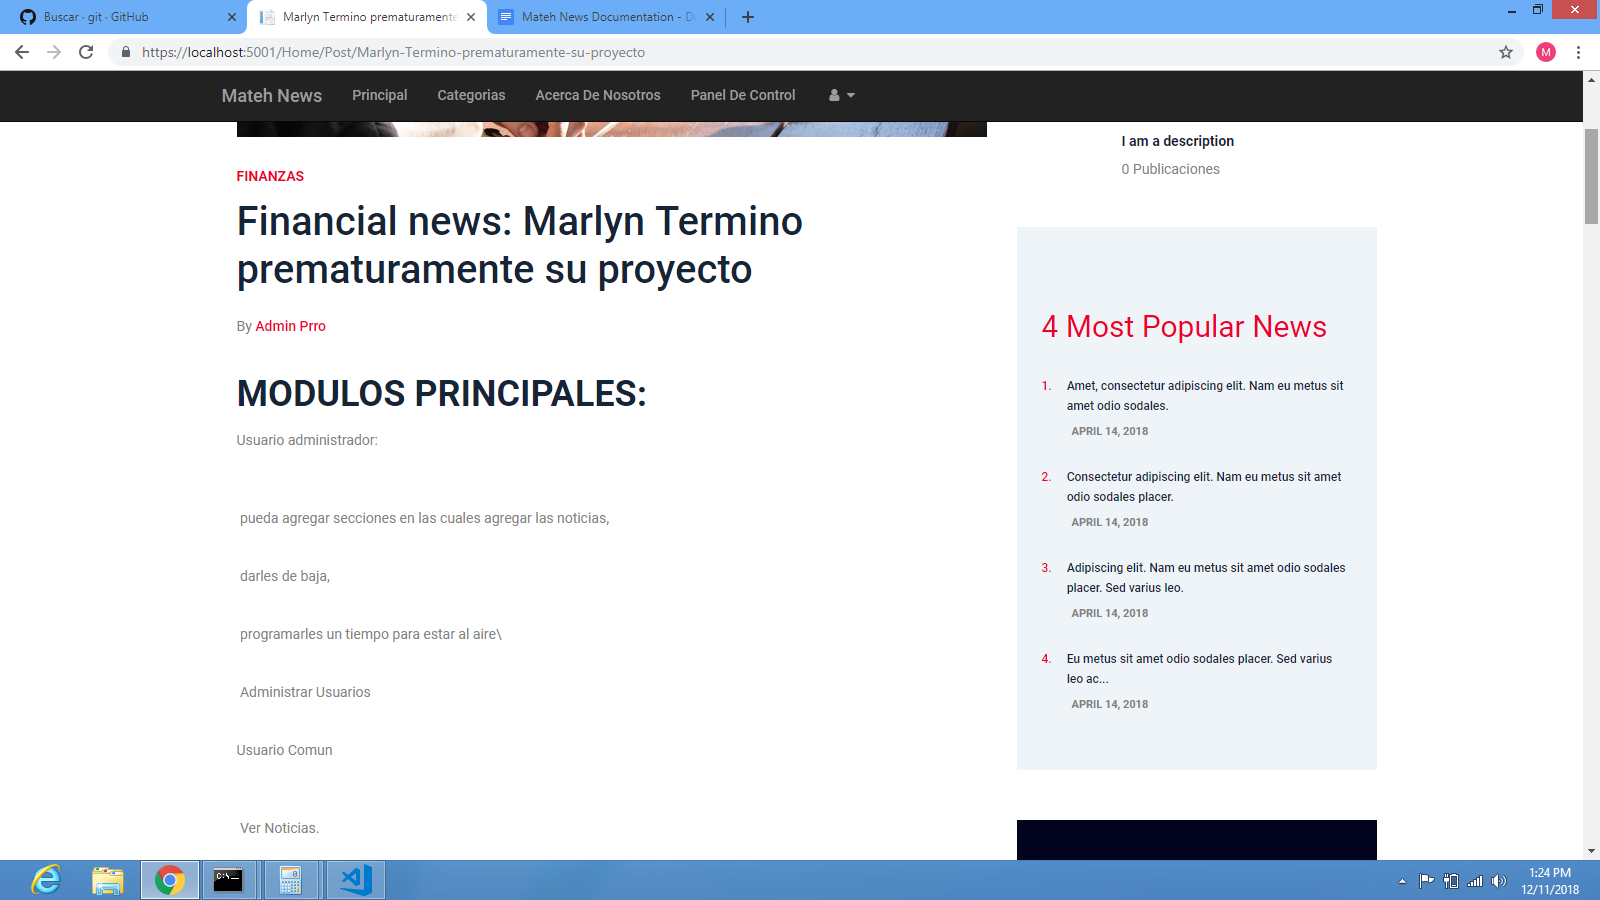 Buscar · git · GitHub
Marlyn Termino prematuramente
Mateh News Documentation - D
https://localhost:5001/Home/Post/Marlyn-Termino-prematuramente-su-proyecto
M
Mateh News Principal Categorias Acerca De Nosotros Panel De Control
FINANZAS
Financial news: Marlyn Termino
prematuramente su proyecto
By Admin Prro
MODULOS PRINCIPALES:
Usuario administrador:
pueda agregar secciones en las cuales agregar las noticias,
darles de baja,
programarles un tiempo para estar al aire\
Administrar Usuarios
Usuario Comun
Ver Noticias.
I am a description
0 Publicaciones
4 Most Popular News
1. Amet, consectetur adipiscing elit. Nam eu metus sit
amet odio sodales.
APRIL 14, 2018
2. Consectetur adipiscing elit. Nam eu metus sit amet
odio sodales placer.
APRIL 14, 2018
3. Adipiscing elit. Nam eu metus sit amet odio sodales
placer. Sed varius leo.
APRIL 14, 2018
4. Eu metus sit amet odio sodales placer. Sed varius
leo ac...
APRIL 14, 2018
1:24 PM
12/11/2018